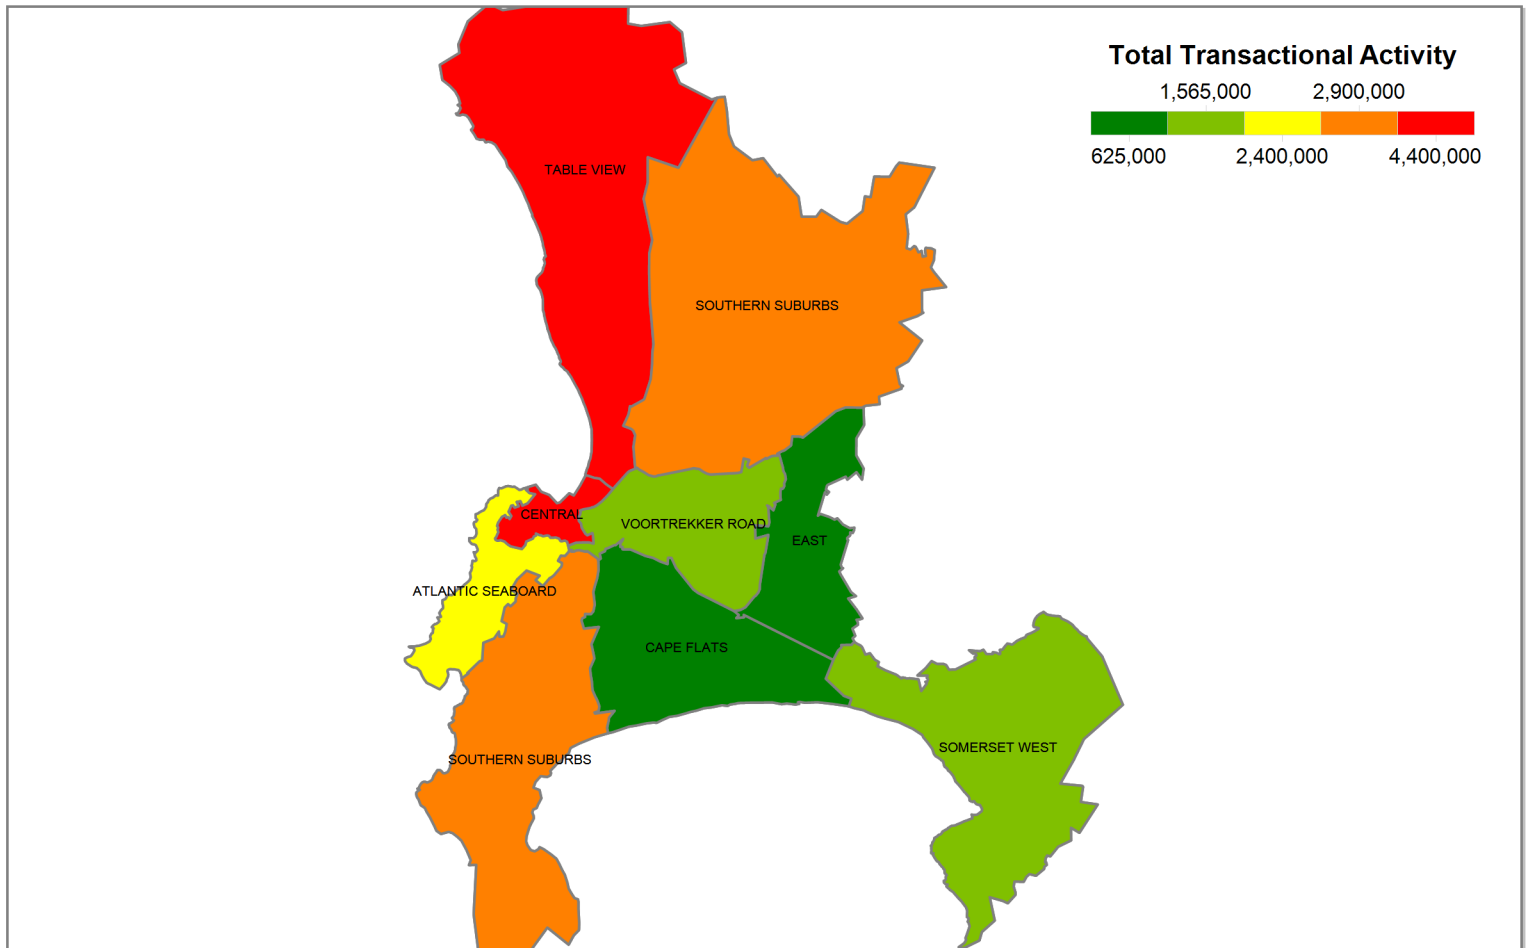 Total Transactional Activity
1,565,000 2,900,000
625,000 2,400,000 4,400,000
TABLE VIEW
SOUTHERN SUBURBS
CENTRAL
VOORTREKKER ROAD
EAST
ATLANTIC SEABOARD
CAPE FLATS
SOMERSET WEST
SOUTHERN SUBURBS